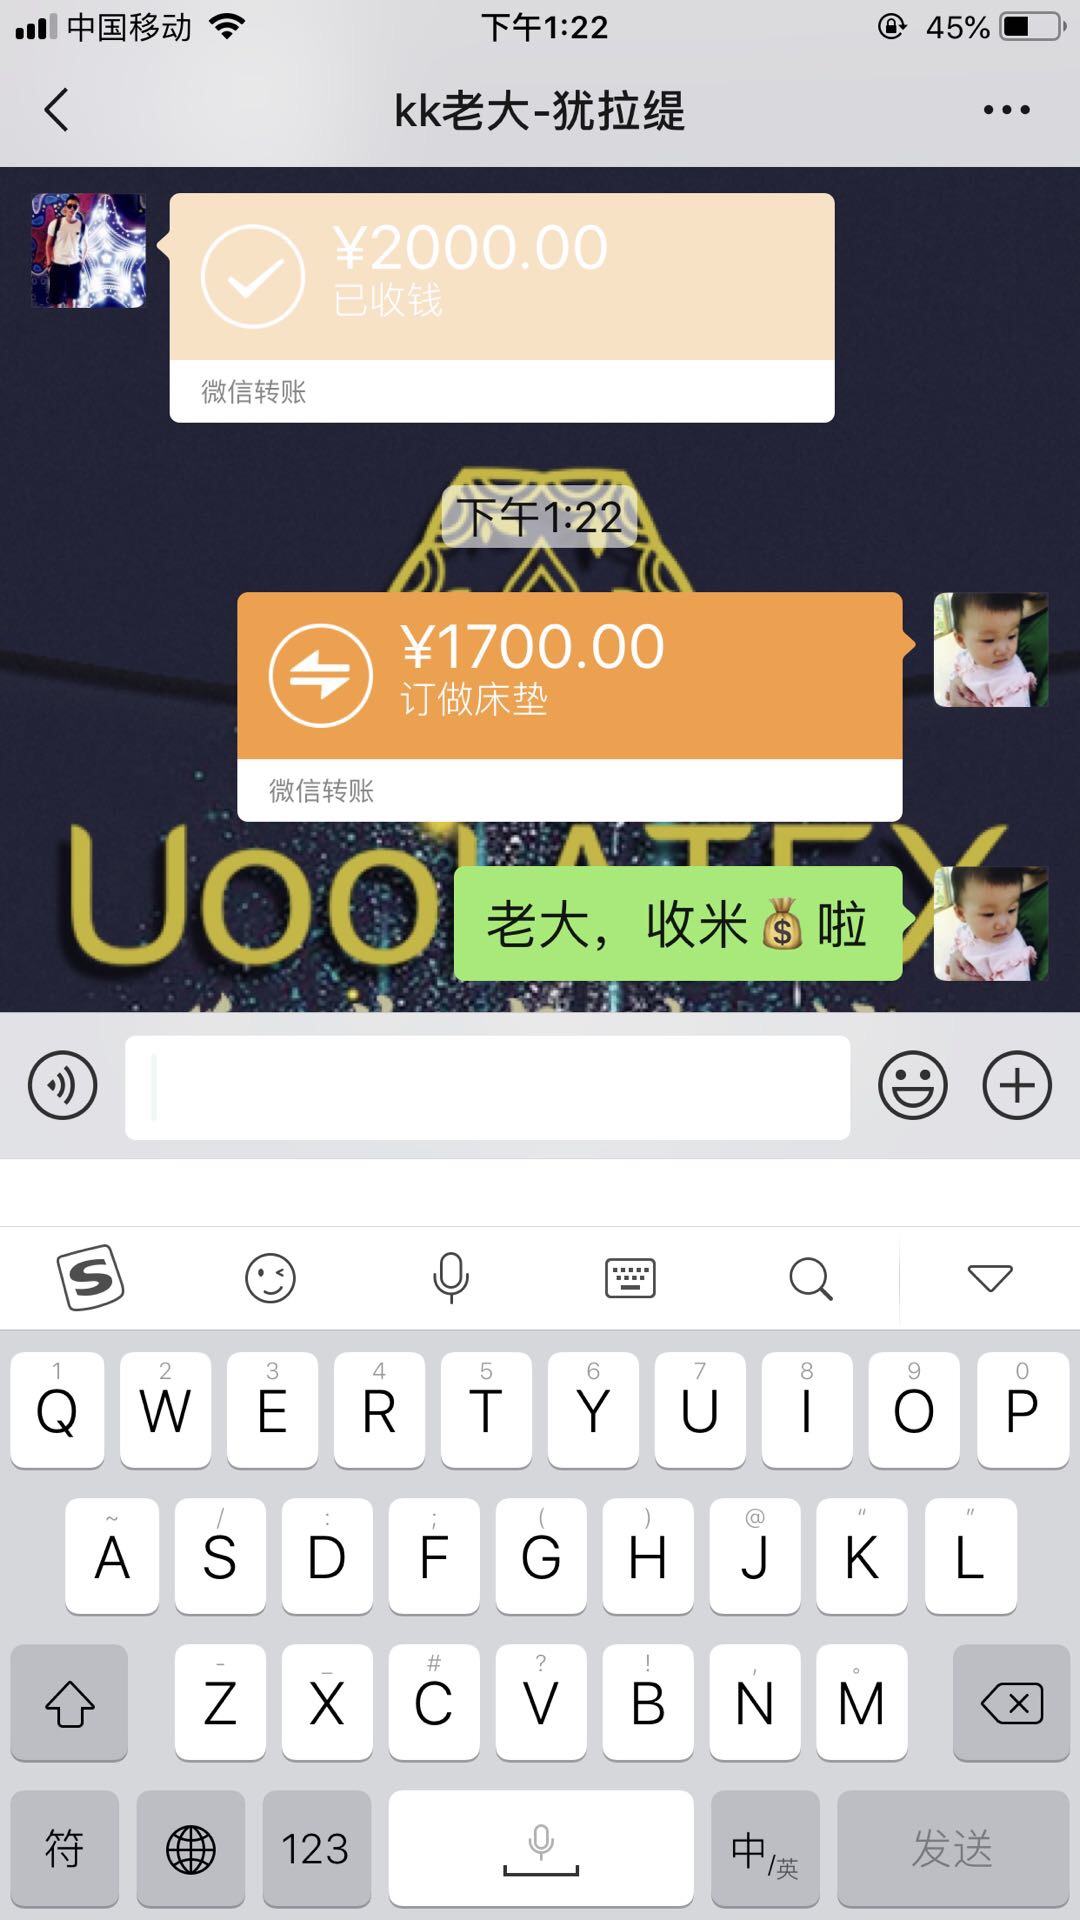 中国移动
下午1:22
45%
kk老大-犹拉缇
¥2000.00
已收钱
微信转账
下午1:22
¥1700.00
订做床垫
微信转账
老大，收米💰啦
UooLATEX
S
1 2 3 4 5 6 7 8 9 0
Q W E R T Y U I O P
~ / : ; ( ) @ “ ”
A S D F G H J K L
- _ # ? ! , 。
Z X C V B N M
符 123 中/英 发送